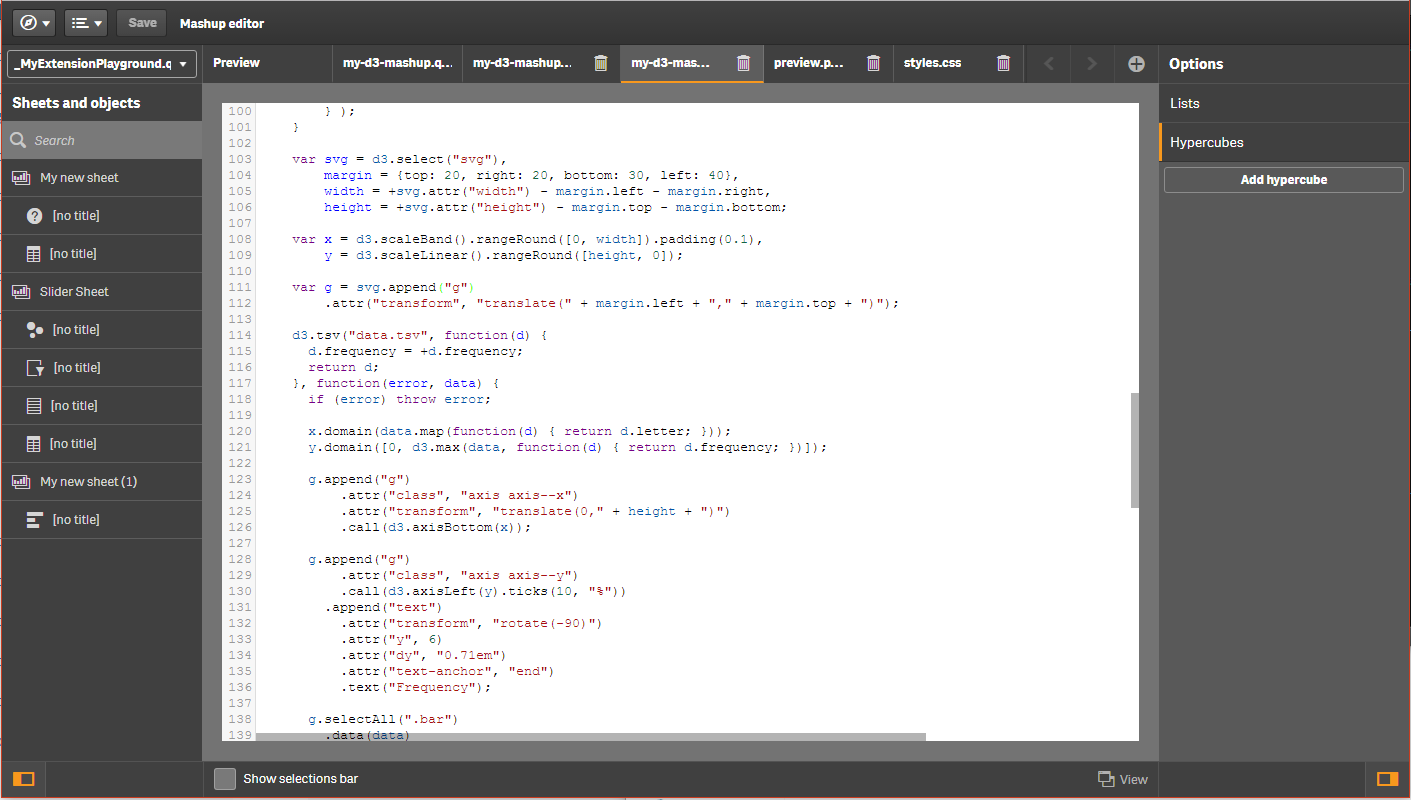 Save Mashup editor
_MyExtensionPlayground.q
Preview my-d3-mashup.q... my-d3-mashup... my-d3-mas... preview.p... styles.css
Options
Sheets and objects
Search
My new sheet
[no title]
[no title]
Slider Sheet
[no title]
[no title]
[no title]
[no title]
My new sheet (1)
[no title]
100         } );
101     }
102
103     var svg = d3.select("svg"),
104         margin = {top: 20, right: 20, bottom: 30, left: 40},
105         width = +svg.attr("width") - margin.left - margin.right,
106         height = +svg.attr("height") - margin.top - margin.bottom;
107
108     var x = d3.scaleBand().rangeRound([0, width]).padding(0.1),
109         y = d3.scaleLinear().rangeRound([height, 0]);
110
111     var g = svg.append("g")
112         .attr("transform", "translate(" + margin.left + "," + margin.top + ")");
113
114     d3.tsv("data.tsv", function(d) {
115       d.frequency = +d.frequency;
116       return d;
117     }, function(error, data) {
118       if (error) throw error;
119
120       x.domain(data.map(function(d) { return d.letter; }));
121       y.domain([0, d3.max(data, function(d) { return d.frequency; })]);
122
123       g.append("g")
124           .attr("class", "axis axis--x")
125           .attr("transform", "translate(0," + height + ")")
126           .call(d3.axisBottom(x));
127
128       g.append("g")
129           .attr("class", "axis axis--y")
130           .call(d3.axisLeft(y).ticks(10, "%"))
131         .append("text")
132           .attr("transform", "rotate(-90)")
133           .attr("y", 6)
134           .attr("dy", "0.71em")
135           .attr("text-anchor", "end")
136           .text("Frequency");
137
138       g.selectAll(".bar")
139         .data(data)
Lists
Hypercubes
Add hypercube
Show selections bar
View